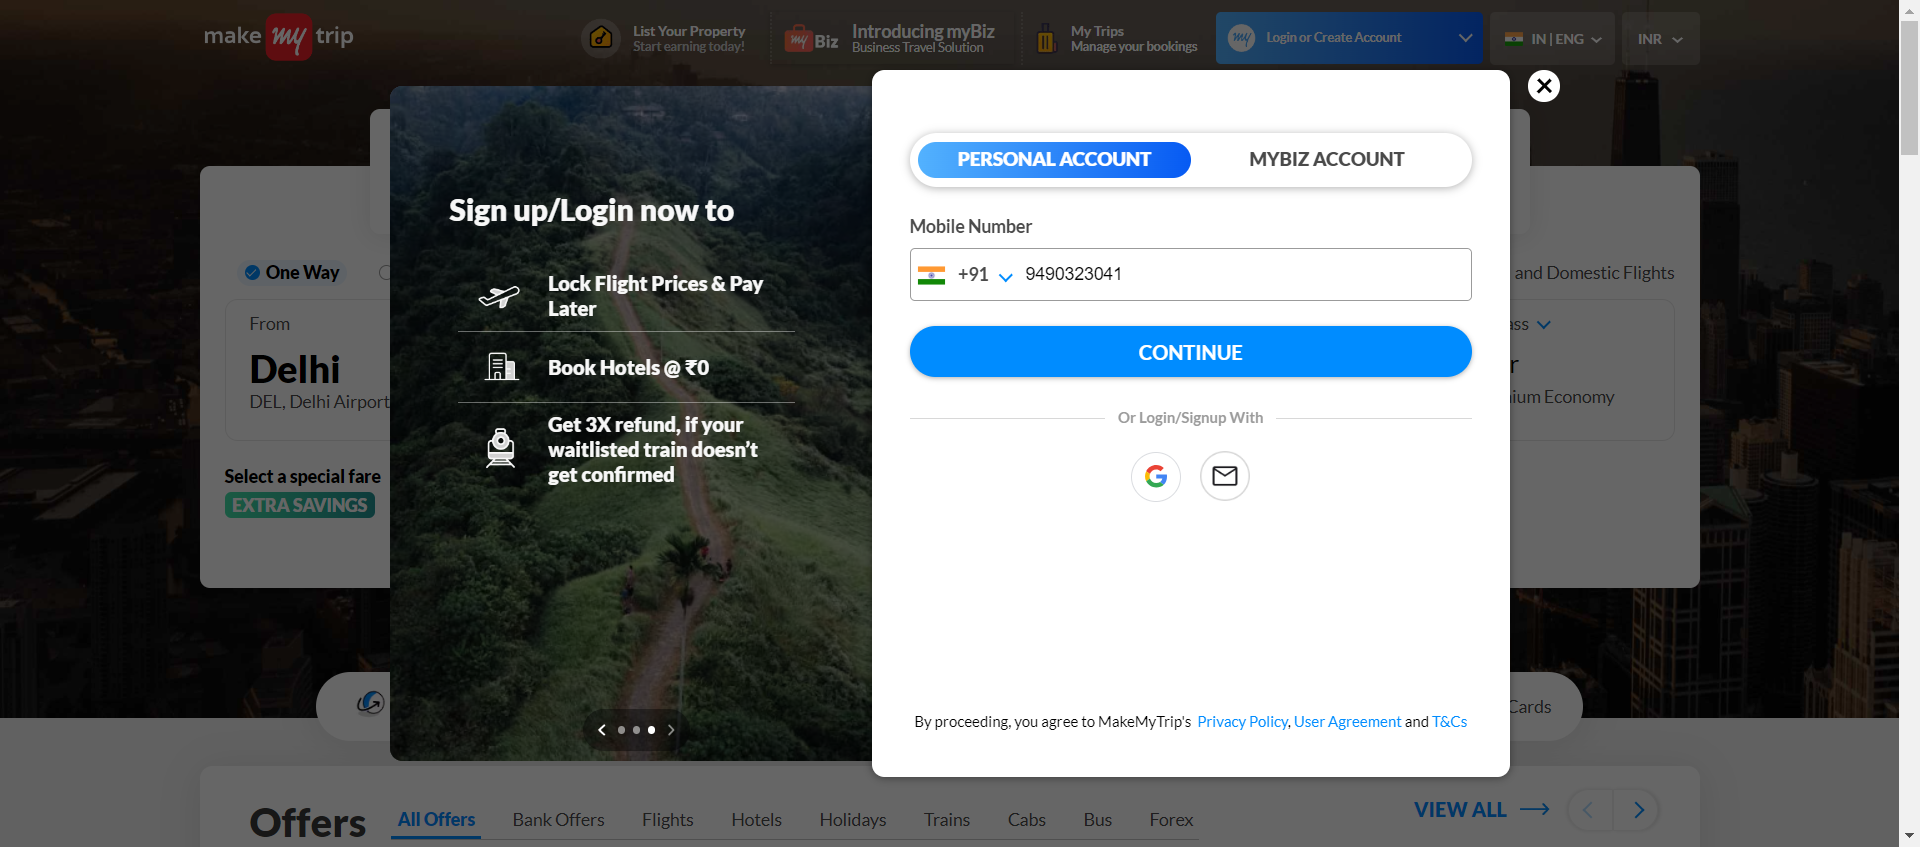 make my trip
List Your Property
Start earning today!
my Biz
Introducing myBiz
Business Travel Solution
My Trips
Manage your bookings
my
Login or Create Account
IN | ENG
INR
Sign up/Login now to
Lock Flight Prices & Pay
Later
Book Hotels @ ₹0
Get 3X refund, if your
waitlisted train doesn't
get confirmed
PERSONAL ACCOUNT
MYBIZ ACCOUNT
Mobile Number
+91
9490323041
CONTINUE
Or Login/Signup With
By proceeding, you agree to MakeMyTrip's Privacy Policy, User Agreement and T&Cs
One Way
and Domestic Flights
From
Delhi
DEL, Delhi Airport
Select a special fare
EXTRA SAVINGS
Economy
Cards
Offers
All Offers
Bank Offers
Flights
Hotels
Holidays
Trains
Cabs
Bus
Forex
VIEW ALL